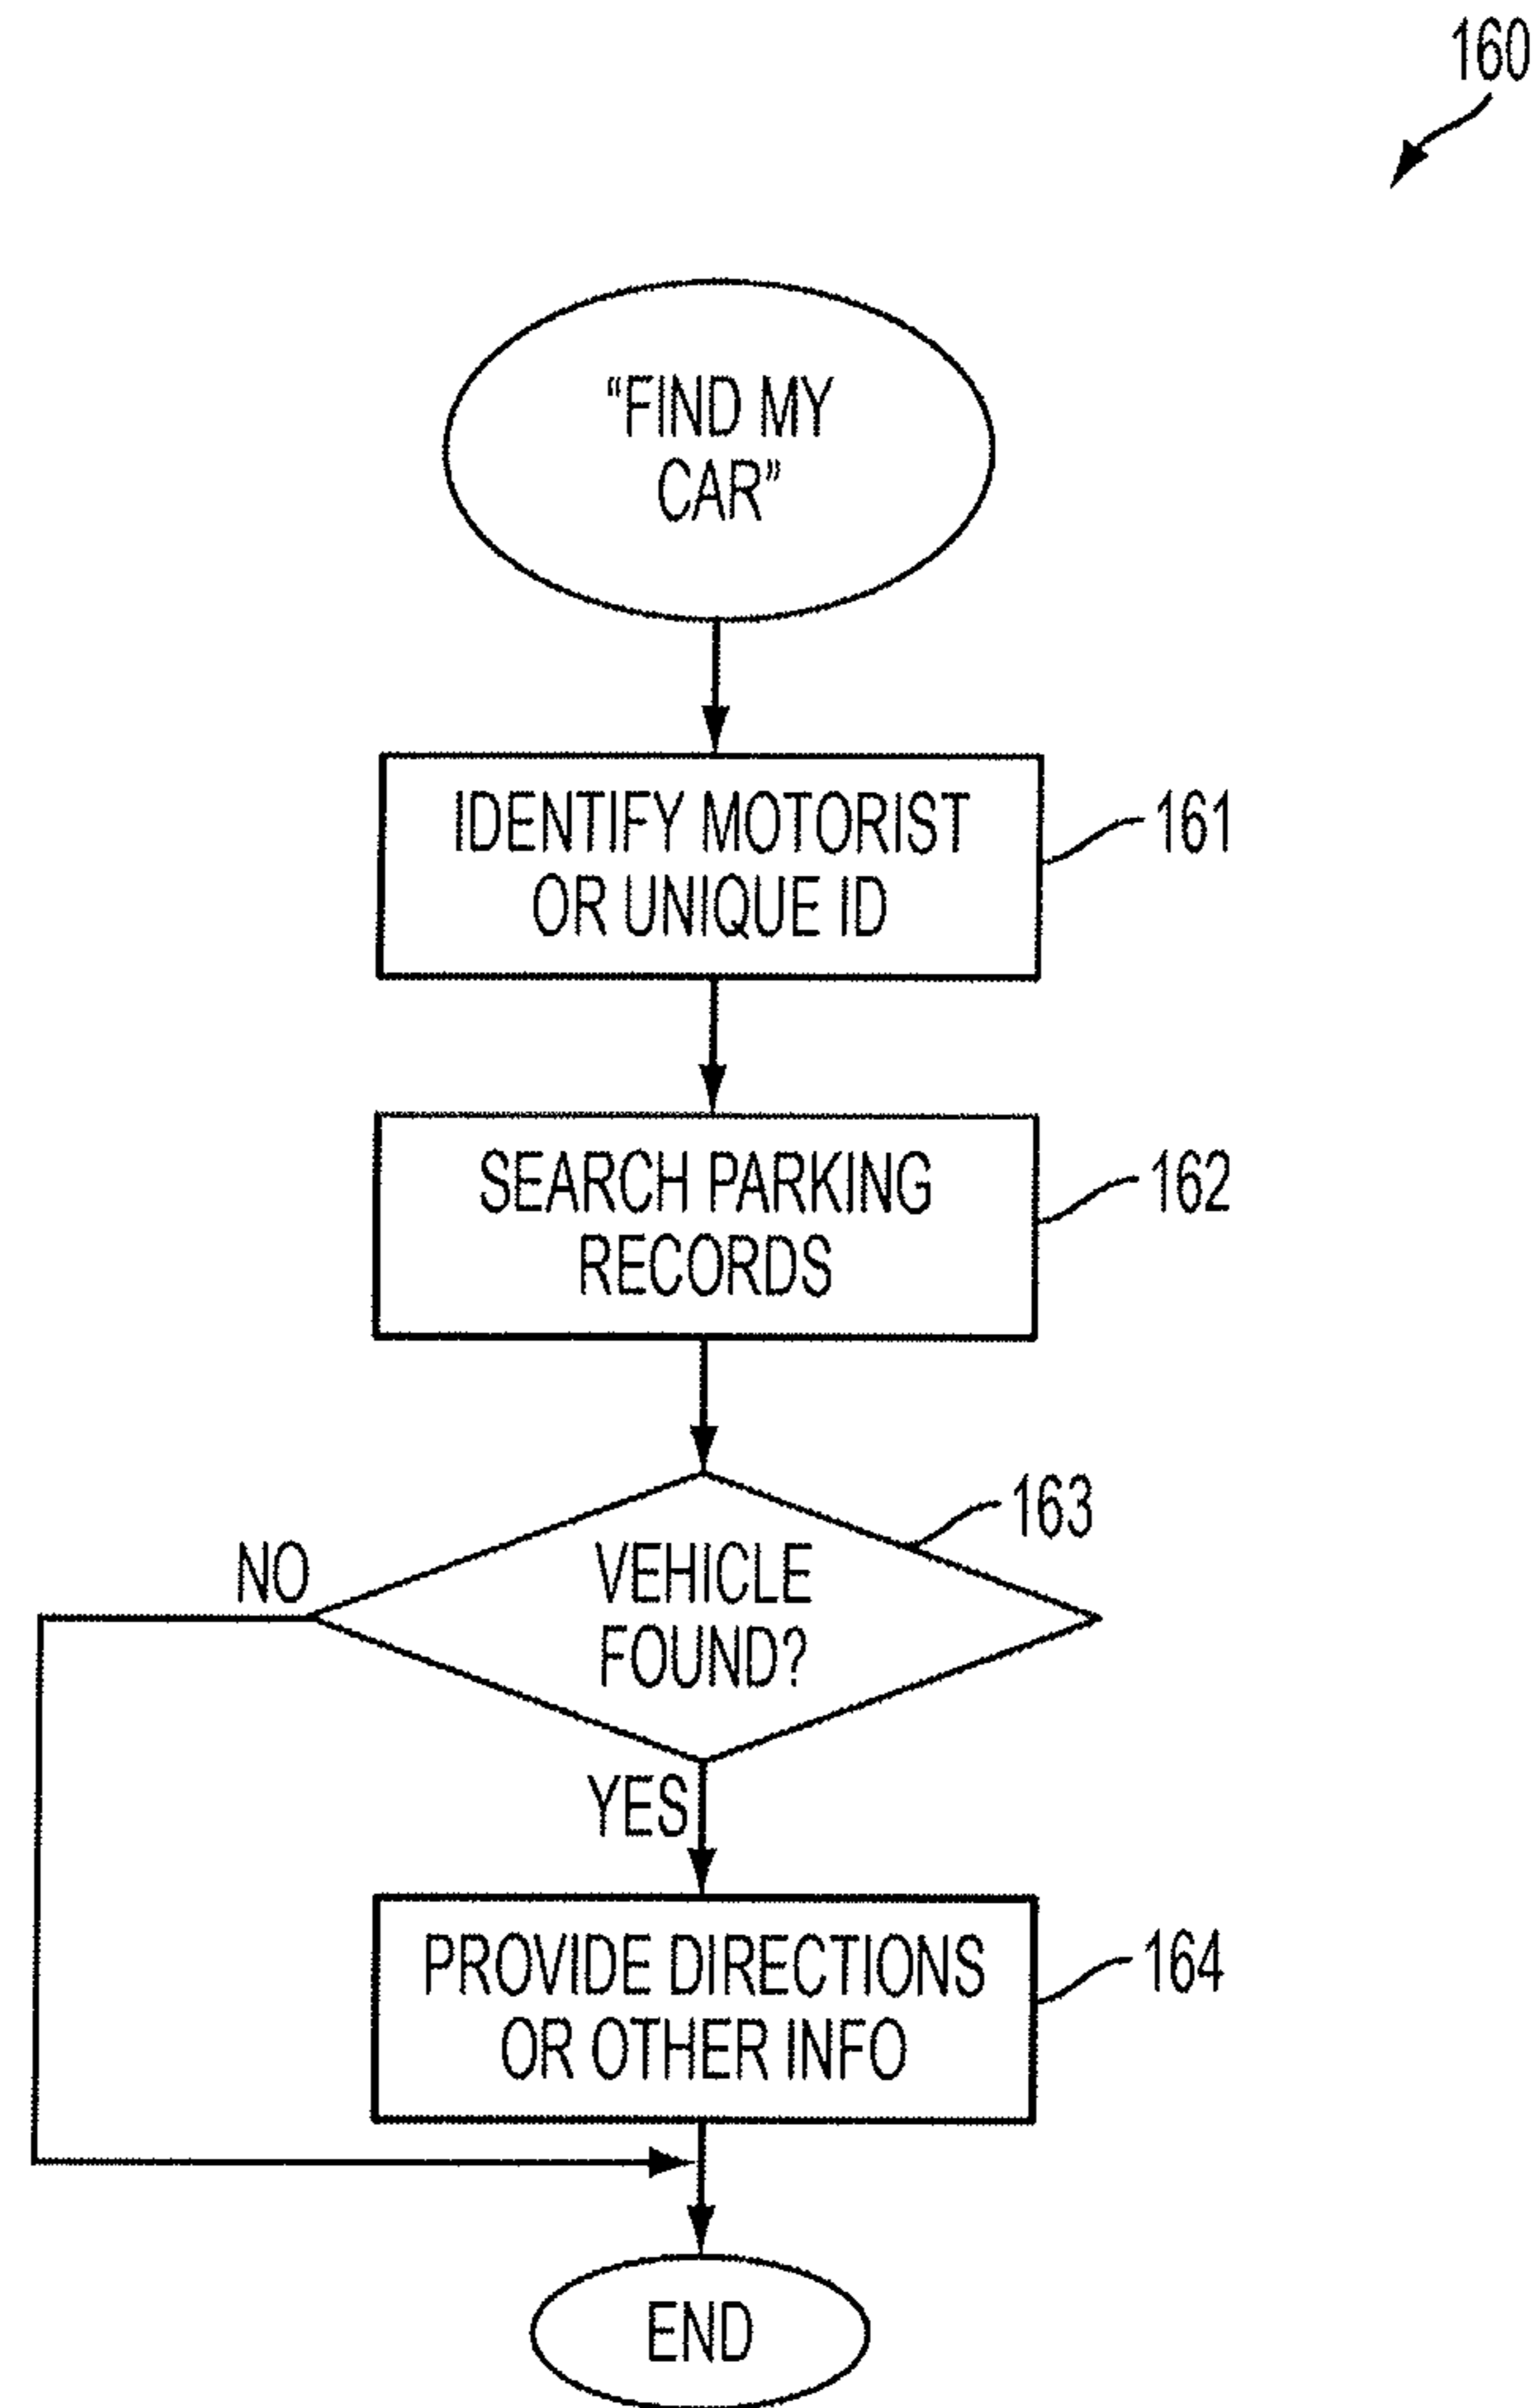 160
“FIND MY
CAR”
IDENTIFY MOTORIST
OR UNIQUE ID
161
SEARCH PARKING
RECORDS
162
163
NO
VEHICLE
FOUND?
YES
PROVIDE DIRECTIONS
OR OTHER INFO
164
END